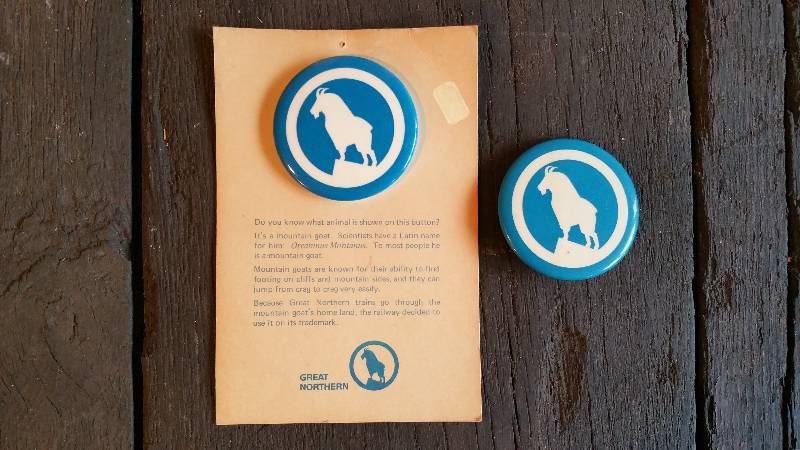 Do you know what animal is shown on this button?
It's a mountain goat. Scientists have a Latin name
for him: Oreamnus Montanus. To most people he
is a mountain goat.
Mountain goats are known for their ability to find
footing on cliffs and mountain sides, and they can
jump from crag to crag very easily.
Because Great Northern trains go through the
mountain goat's home land, the railway decided to
use it on its trademark.
GREAT
NORTHERN